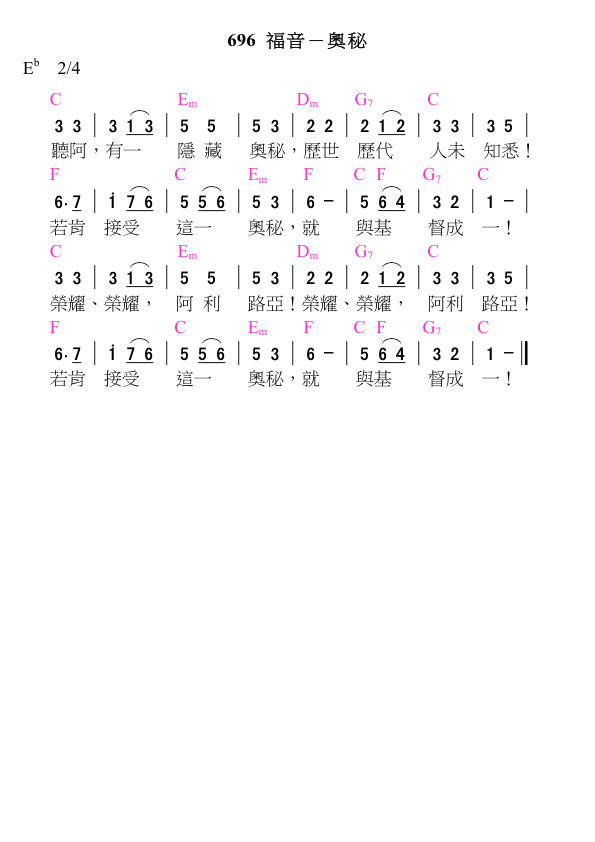 696 福音－奧秘
E♭ 2/4
C Em Dm G7 C
3 3 | 3 1 3 | 5 5 | 5 3 | 2 2 | 2 1 2 | 3 3 | 3 5 |
聽阿，有一 隱 藏 奧秘，歷世 歷代 人未 知悉！
F C Em F C F G7 C
6· 7 | i 7 6 | 5 5 6 | 5 3 | 6 － | 5 6 4 | 3 2 | 1 － |
若肯 接受 這一 奧秘，就 與基 督成 一！
C Em Dm G7 C
3 3 | 3 1 3 | 5 5 | 5 3 | 2 2 | 2 1 2 | 3 3 | 3 5 |
榮耀、榮耀， 阿 利 路亞！榮耀、榮耀， 阿利 路亞！
F C Em F C F G7 C
6· 7 | i 7 6 | 5 5 6 | 5 3 | 6 － | 5 6 4 | 3 2 | 1 － ‖
若肯 接受 這一 奧秘，就 與基 督成 一！